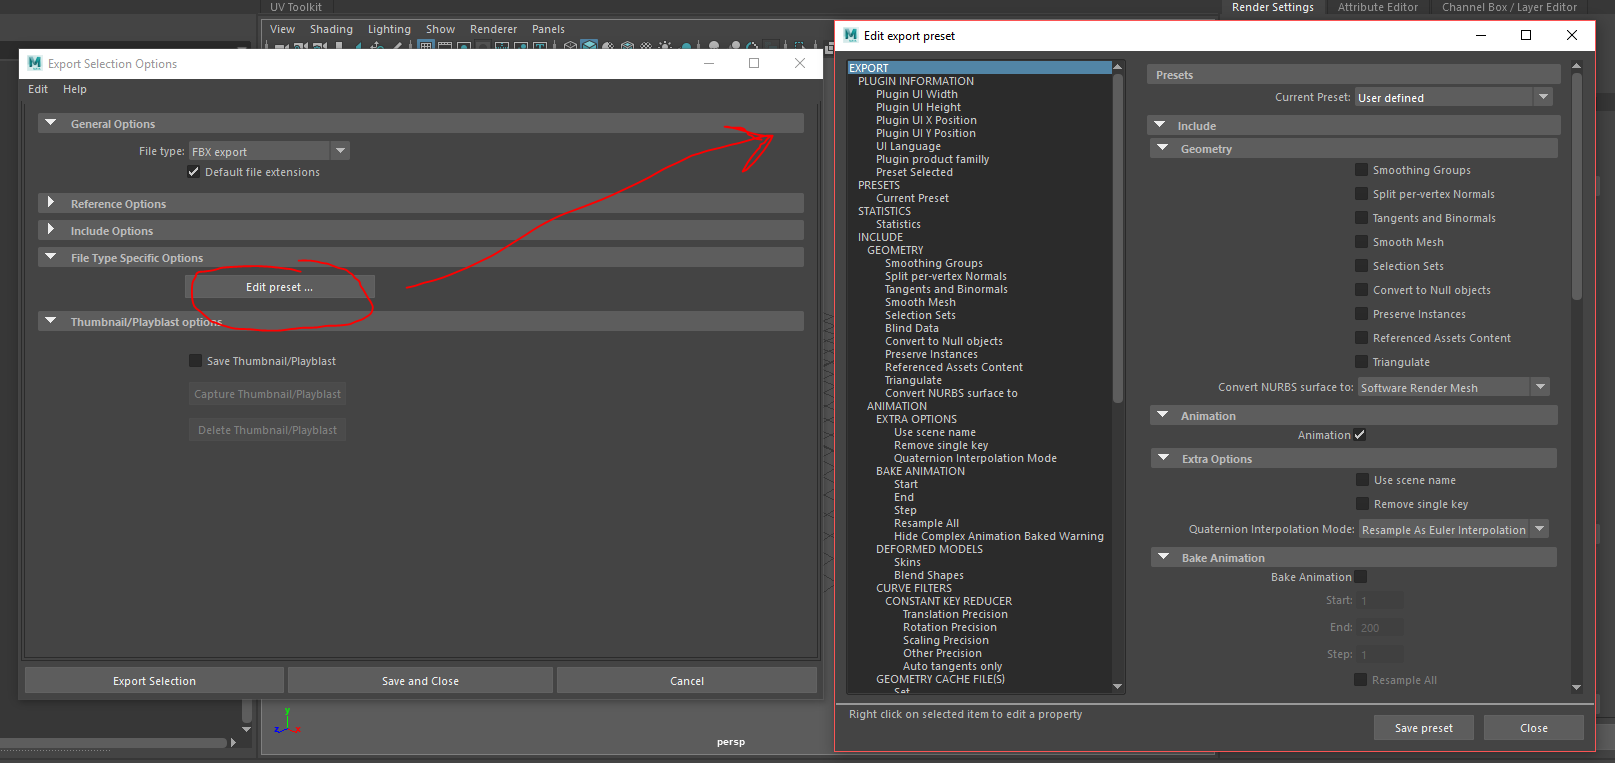 UV Toolkit
Render Settings
Attribute Editor
Channel Box / Layer Editor
View
Shading
Lighting
Show
Renderer
Panels
Export Selection Options
Edit
Help
General Options
File type:
FBX export
Default file extensions
Reference Options
Include Options
File Type Specific Options
Edit preset ...
Thumbnail/Playblast options
Save Thumbnail/Playblast
Capture Thumbnail/Playblast
Delete Thumbnail/Playblast
Export Selection
Save and Close
Cancel
y
z
x
persp
Edit export preset
EXPORT
PLUGIN INFORMATION
Plugin UI Width
Plugin UI Height
Plugin UI X Position
Plugin UI Y Position
UI Language
Plugin product familly
Preset Selected
PRESETS
Current Preset
STATISTICS
Statistics
INCLUDE
GEOMETRY
Smoothing Groups
Split per-vertex Normals
Tangents and Binormals
Smooth Mesh
Selection Sets
Blind Data
Convert to Null objects
Preserve Instances
Referenced Assets Content
Triangulate
Convert NURBS surface to
ANIMATION
EXTRA OPTIONS
Use scene name
Remove single key
Quaternion Interpolation Mode
BAKE ANIMATION
Start
End
Step
Resample All
Hide Complex Animation Baked Warning
DEFORMED MODELS
Skins
Blend Shapes
CURVE FILTERS
CONSTANT KEY REDUCER
Translation Precision
Rotation Precision
Scaling Precision
Other Precision
Auto tangents only
GEOMETRY CACHE FILE(S)
Set
Presets
Current Preset:
User defined
Include
Geometry
Smoothing Groups
Split per-vertex Normals
Tangents and Binormals
Smooth Mesh
Selection Sets
Convert to Null objects
Preserve Instances
Referenced Assets Content
Triangulate
Convert NURBS surface to:
Software Render Mesh
Animation
Animation
Extra Options
Use scene name
Remove single key
Quaternion Interpolation Mode:
Resample As Euler Interpolation
Bake Animation
Bake Animation
Start:
1
End:
200
Step:
1
Resample All
Right click on selected item to edit a property
Save preset
Close